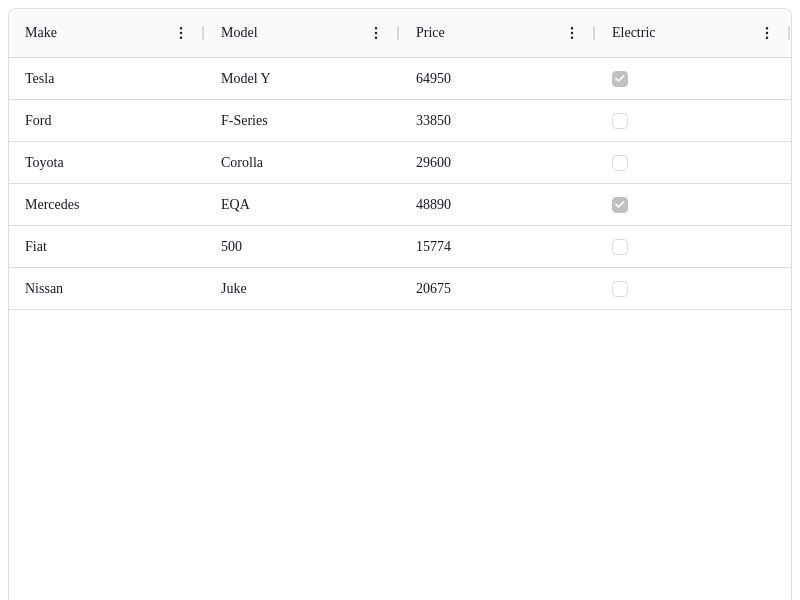 Make Model Price Electric
Tesla Model Y 64950
Ford F-Series 33850
Toyota Corolla 29600
Mercedes EQA 48890
Fiat 500 15774
Nissan Juke 20675